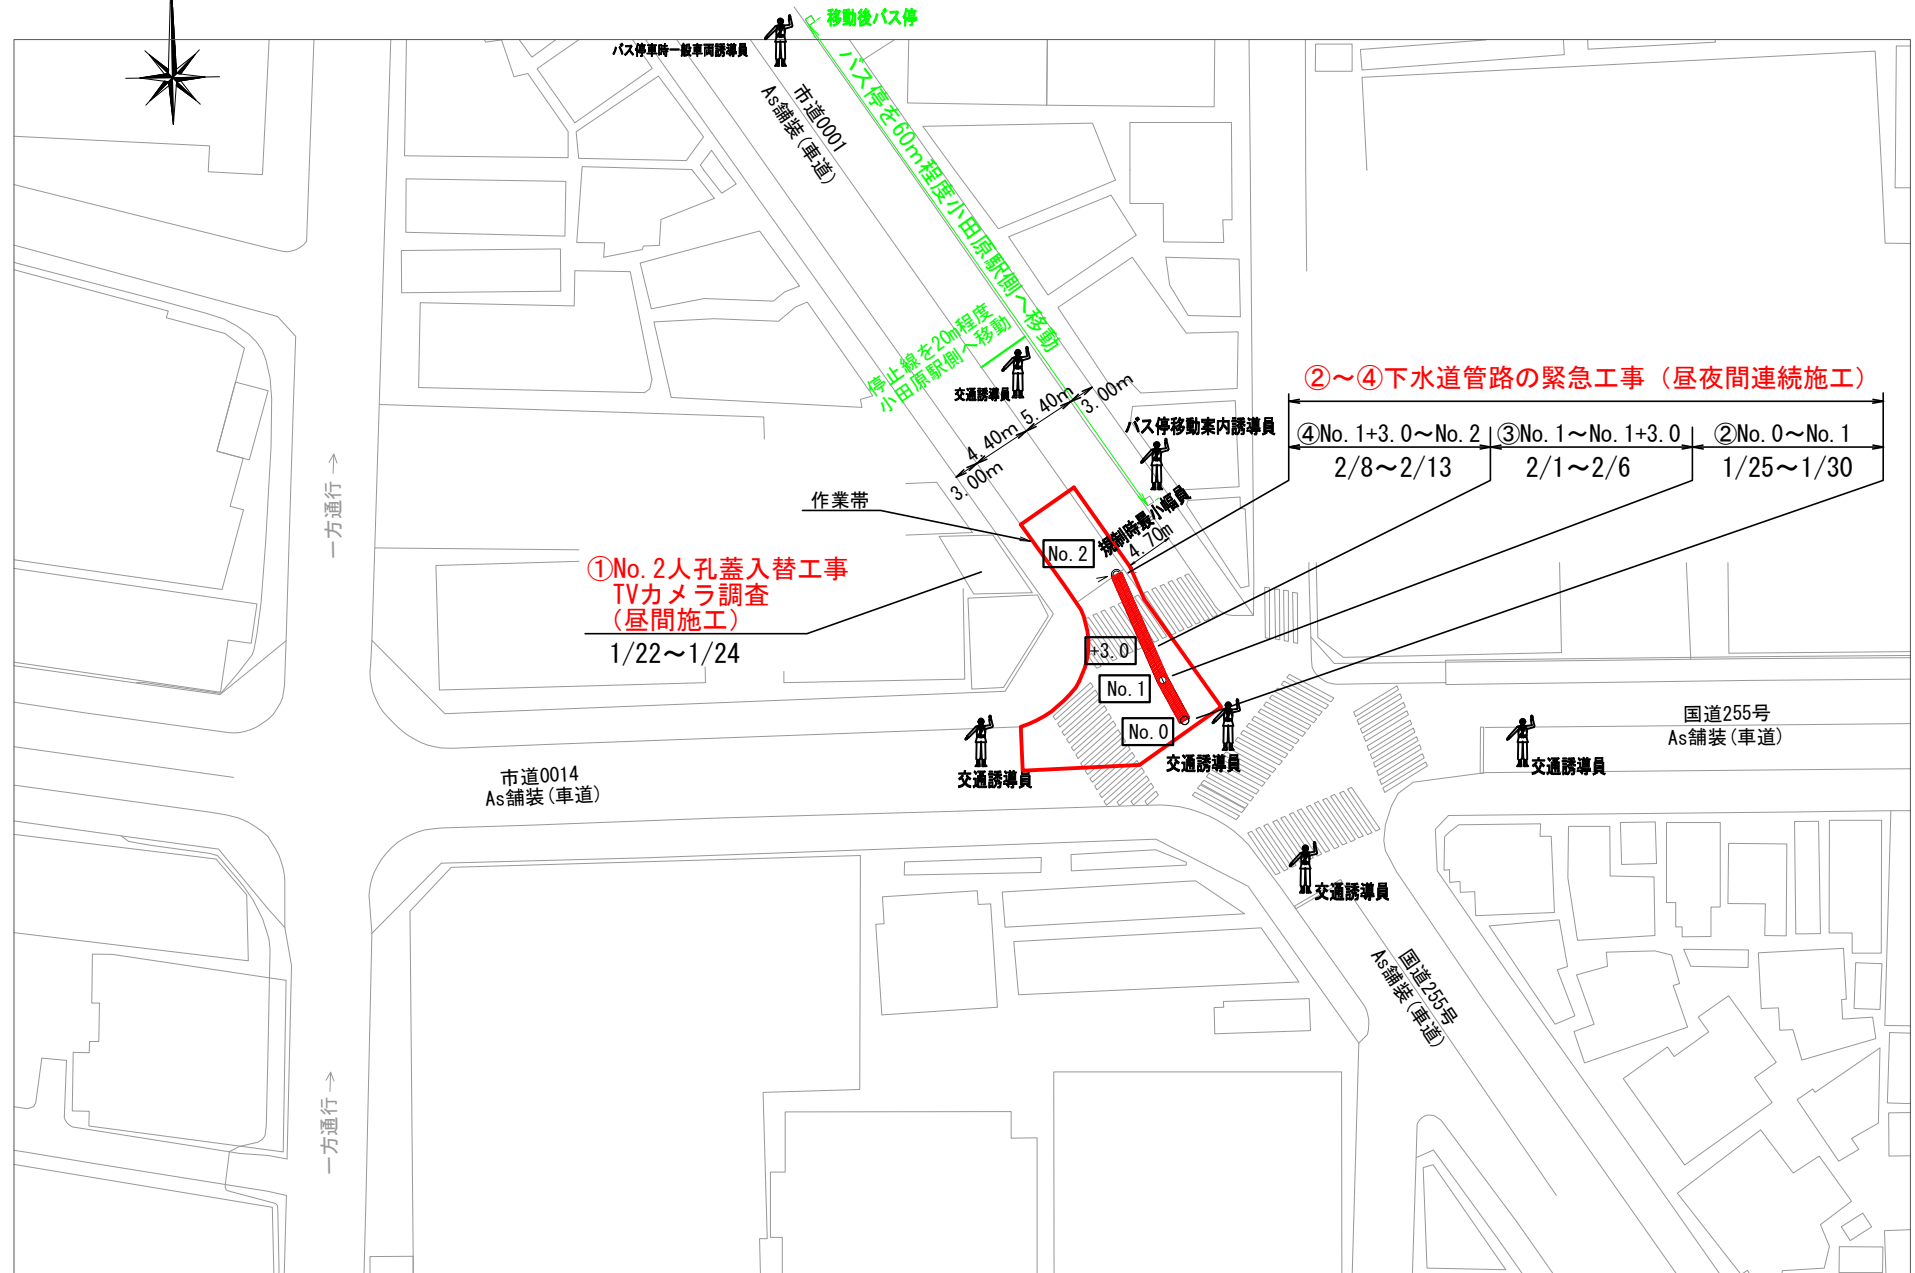 移動後バス停
バス停車時一般車両誘導員
バス停を60m程度小田原駅側へ移動
市道0001
As舗装(車道)
停止線を20m程度
小田原駅側へ移動
交通誘導員
3.00m
4.40m
5.40m
3.00m
バス停移動案内誘導員
②～④下水道管路の緊急工事（昼夜間連続施工）
④No.1+3.0～No.2
2/8～2/13
③No.1～No.1+3.0
2/1～2/6
②No.0～No.1
1/25～1/30
一方通行→
作業帯
規制時最小幅員
4.70m
No.2
①No.2人孔蓋入替工事
TVカメラ調査
（昼間施工）
1/22～1/24
+3.0
No.1
No.0
交通誘導員
交通誘導員
国道255号
As舗装(車道)
交通誘導員
市道0014
As舗装(車道)
交通誘導員
国道255号
As舗装(車道)
一方通行→